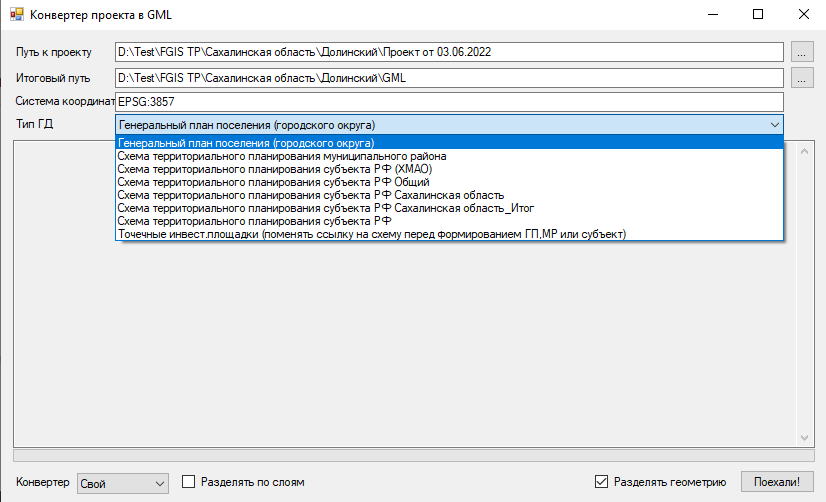 Конвертер проекта в GML
Путь к проекту D:\Test\FGIS TP\Сахалинская область\Долинский\Проект от 03.06.2022 ...
Итоговый путь D:\Test\FGIS TP\Сахалинская область\Долинский\GML ...
Система координат EPSG:3857
Тип ГД Генеральный план поселения (городского округа)
Генеральный план поселения (городского округа)
Схема территориального планирования муниципального района
Схема территориального планирования субъекта РФ (ХМАО)
Схема территориального планирования субъекта РФ Общий
Схема территориального планирования субъекта РФ Сахалинская область
Схема территориального планирования субъекта РФ Сахалинская область_Итог
Схема территориального планирования субъекта РФ
Точечные инвест.площадки (поменять ссылку на схему перед формированием ГП,МР или субъект)
Конвертер Свой Разделять по слоям Разделять геометрию Поехали!